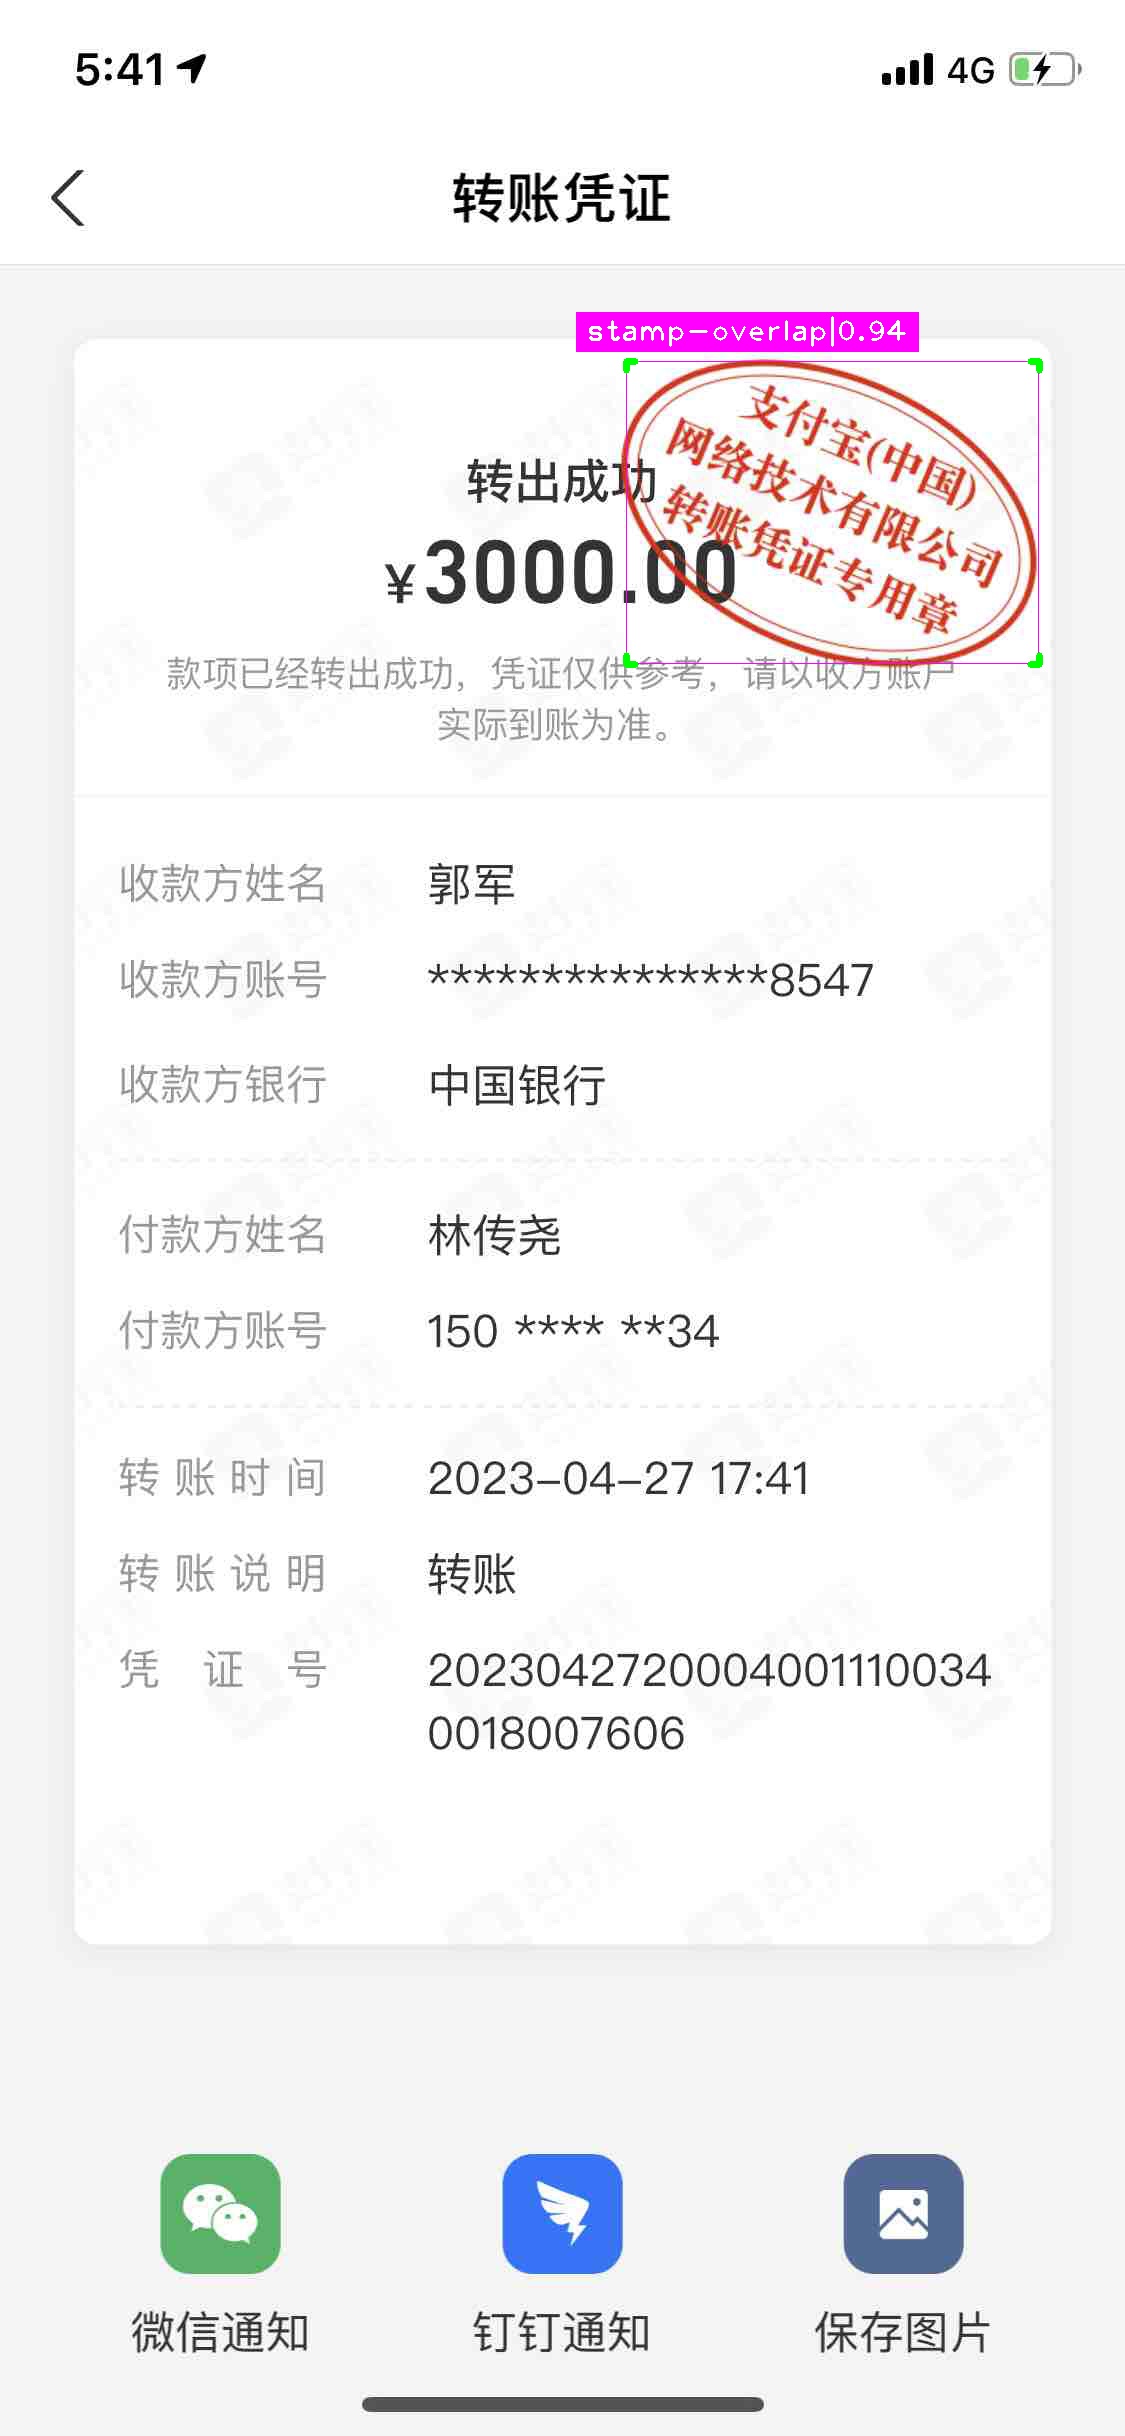 5:41
4G
转账凭证
stamp-overlap|0.94
支付宝(中国)
网络技术有限公司
转账凭证专用章
转出成功
¥3000.00
款项已经转出成功，凭证仅供参考，请以收方账户
实际到账为准。
收款方姓名 郭军
收款方账号 ***************8547
收款方银行 中国银行
付款方姓名 林传尧
付款方账号 150 **** **34
转账时间 2023-04-27 17:41
转账说明 转账
凭证号 2023042720004001110034
0018007606
微信通知 钉钉通知 保存图片